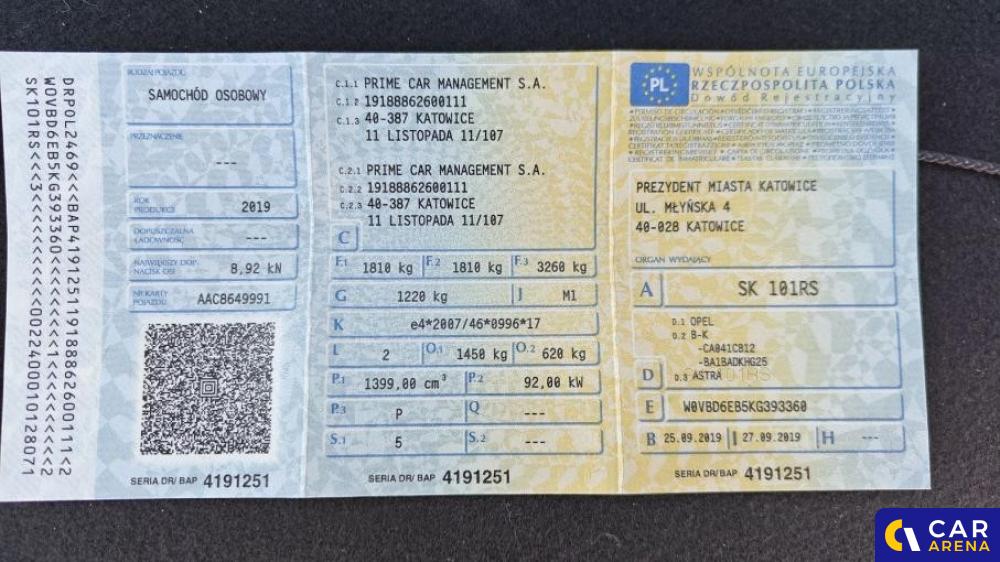 DRPDL2469<<BAP4191251191888626001111<2
SK101RS<<<3<<<<<<<<<<<0022400010128071
RODZAJ POJAZDU
SAMOCHÓD OSOBOWY
PRZEZNACZENIE
---
ROK PRODUKCJI
2019
DOPUSZCZALNA ŁADOWNOŚĆ
---
NAJWIĘKSZY DOP. NACISK OSI
8,92 kN
NR KARTY POJAZDU
AAC8649991
SERIA DR/ BAP 4191251
C.1.1 PRIME CAR MANAGEMENT S.A.
C.1.2 19188862600111
C.1.3 40-387 KATOWICE
11 LISTOPADA 11/107
C.2.1 PRIME CAR MANAGEMENT S.A.
C.2.2 19188862600111
C.2.3 40-387 KATOWICE
11 LISTOPADA 11/107
C
F.1 1810 kg F.2 1810 kg F.3 3260 kg
G 1220 kg J M1
K e4*2007/46*0996*17
L 2 O.1 1450 kg O.2 620 kg
P.1 1399,00 cm³ P.2 92,00 kW
P.3 P Q ---
S.1 5 S.2 ---
SERIA DR/ BAP 4191251
PL
WSPÓLNOTA EUROPEJSKA
RZECZPOSPOLITA POLSKA
Dowód Rejestracyjny
PREZYDENT MIASTA KATOWICE
UL. MŁYŃSKA 4
40-028 KATOWICE
ORGAN WYDAJĄCY
A SK 101RS
D.1 OPEL
D.2 B-K
-CA041CB12
-BA1BADKHG25
D D.3 ASTRA
E W0VBD6EB5KG393360
B 25.09.2019 I 27.09.2019 H ---
SERIA DR/ BAP 4191251
CAR
ARENA